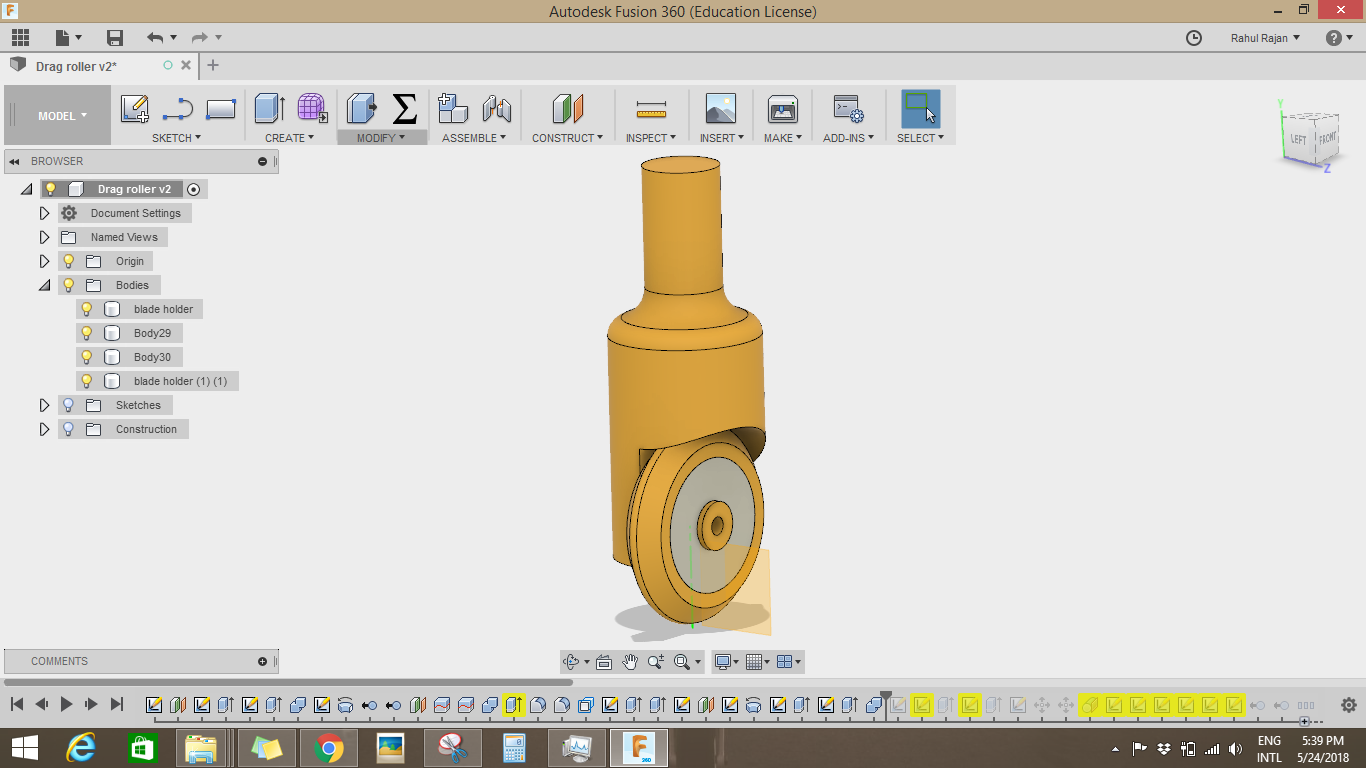 Autodesk Fusion 360 (Education License)
Rahul Rajan
Drag roller v2*
MODEL
SKETCH
CREATE
MODIFY
ASSEMBLE
CONSTRUCT
INSPECT
INSERT
MAKE
ADD-INS
SELECT
Y
LEFT
FRONT
Z
BROWSER
Drag roller v2
Document Settings
Named Views
Origin
Bodies
blade holder
Body29
Body30
blade holder (1) (1)
Sketches
Construction
COMMENTS
ENG
INTL
5:39 PM
5/24/2018
F
360